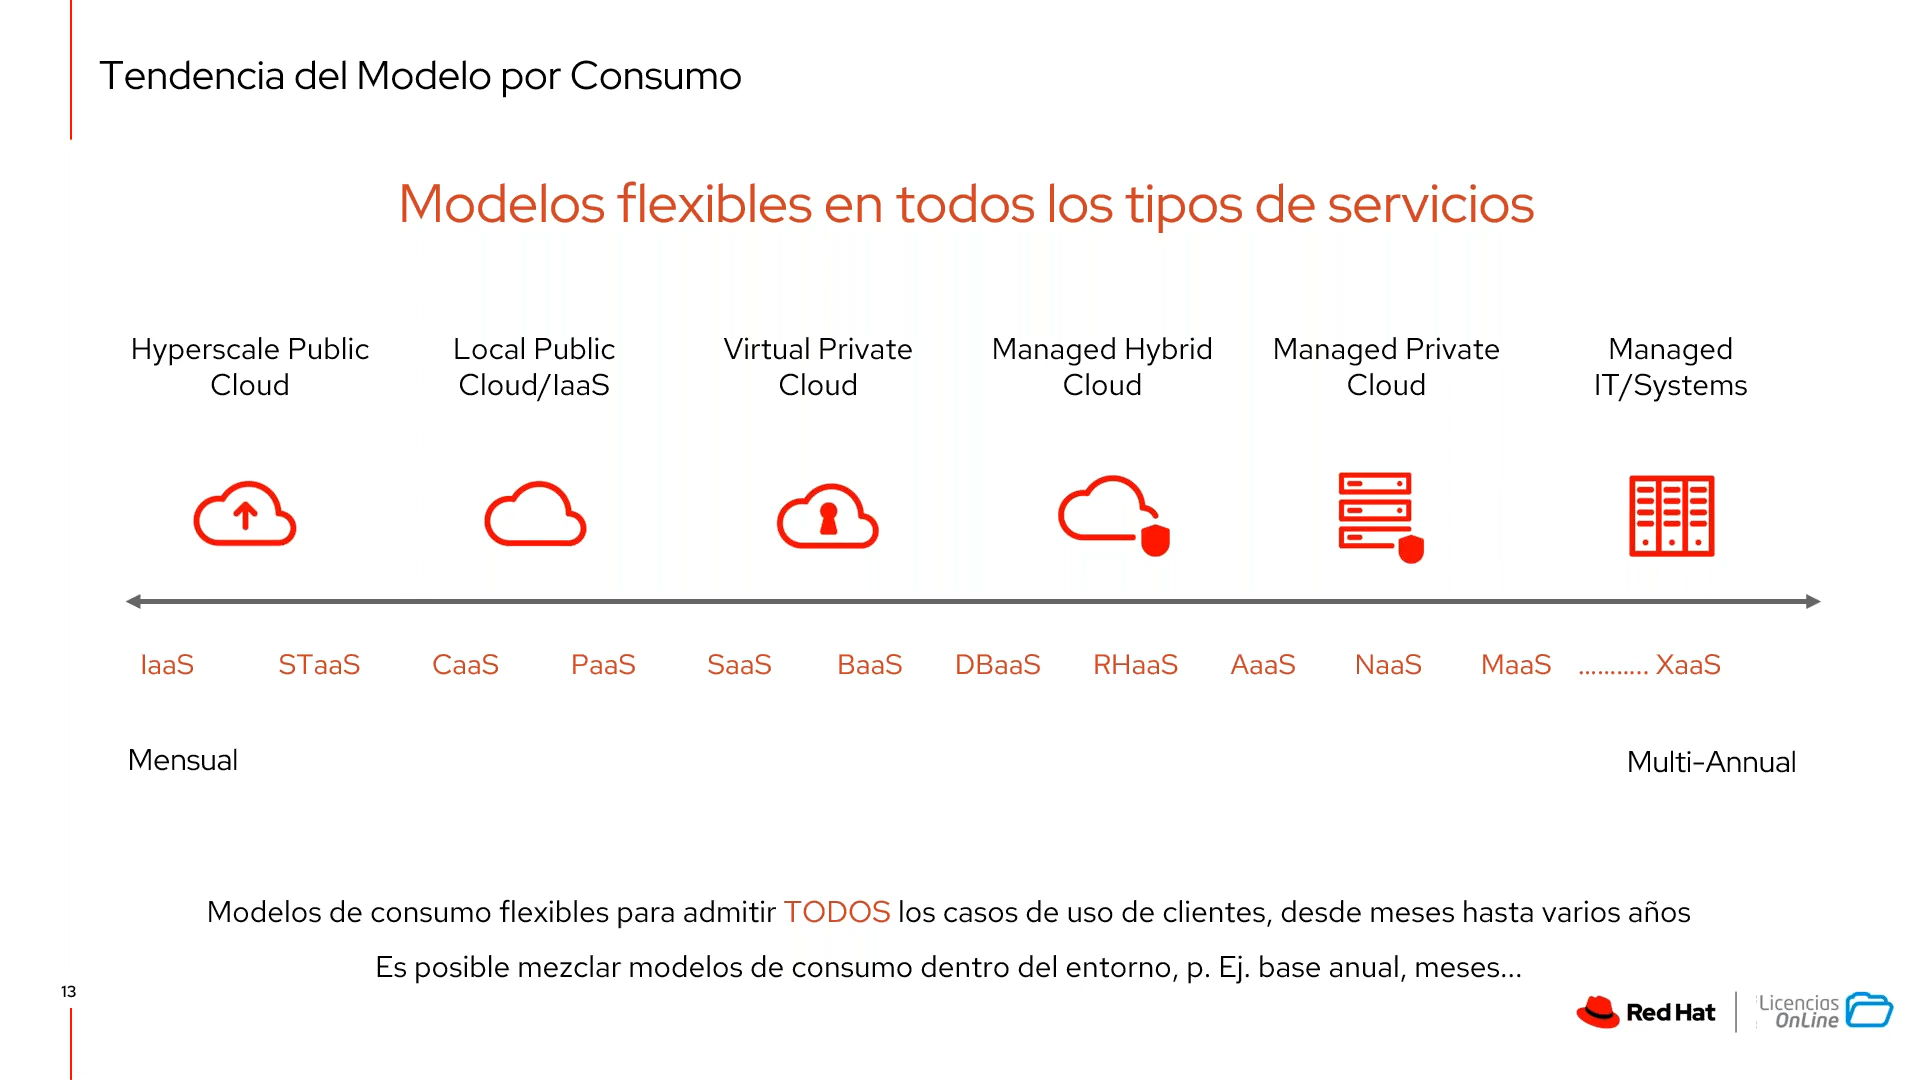 Tendencia del Modelo por Consumo
Modelos flexibles en todos los tipos de servicios
Hyperscale Public
Cloud
Local Public
Cloud/IaaS
Virtual Private
Cloud
Managed Hybrid
Cloud
Managed Private
Cloud
Managed
IT/Systems
IaaS STaaS CaaS PaaS SaaS BaaS DBaaS RHaaS AaaS NaaS MaaS ........... XaaS
Mensual
Multi-Annual
Modelos de consumo flexibles para admitir TODOS los casos de uso de clientes, desde meses hasta varios años
Es posible mezclar modelos de consumo dentro del entorno, p. Ej. base anual, meses...
13
Red Hat
Licencias
OnLine